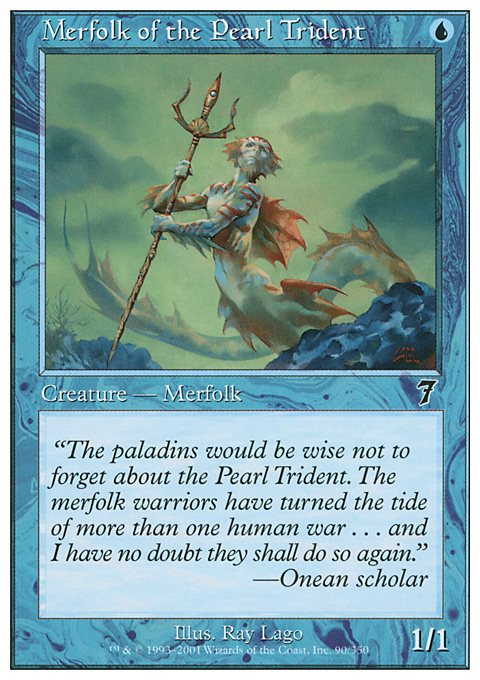 Merfolk of the Pearl Trident
Creature — Merfolk
7
“The paladins would be wise not to
forget about the Pearl Trident. The
merfolk warriors have turned the tide
of more than one human war . . . and
I have no doubt they shall do so again.”
—Onean scholar
Illus. Ray Lago
1/1
& © 1993–2001 Wizards of the Coast, Inc. 90/350